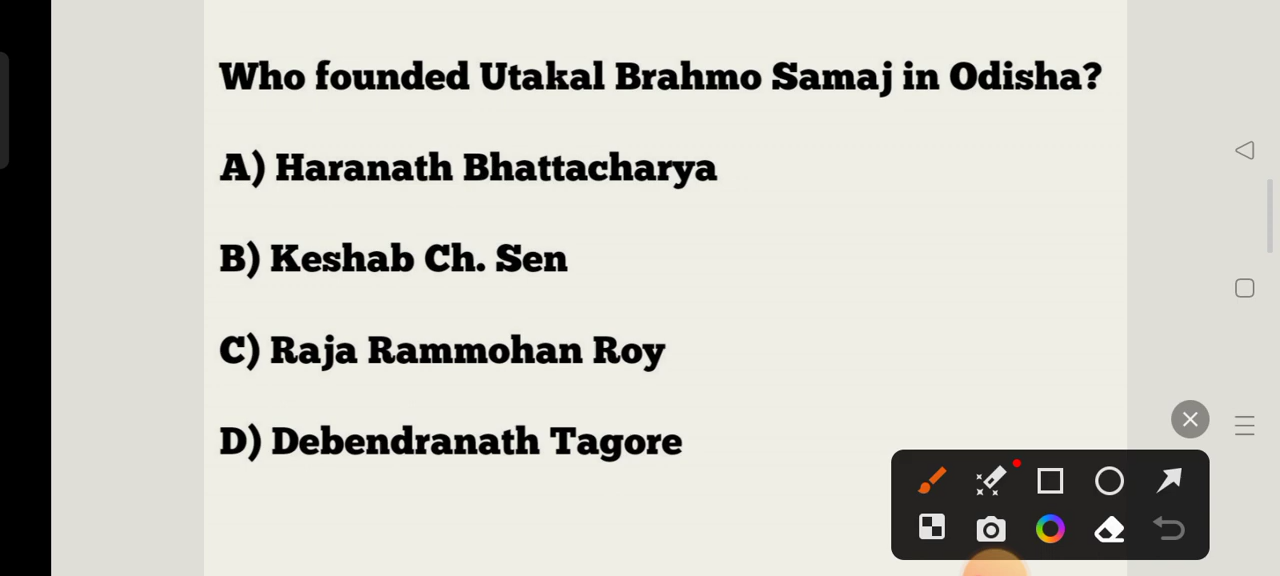 Who founded Utakal Brahmo Samaj in Odisha?
A) Haranath Bhattacharya
B) Keshab Ch. Sen
C) Raja Rammohan Roy
D) Debendranath Tagore